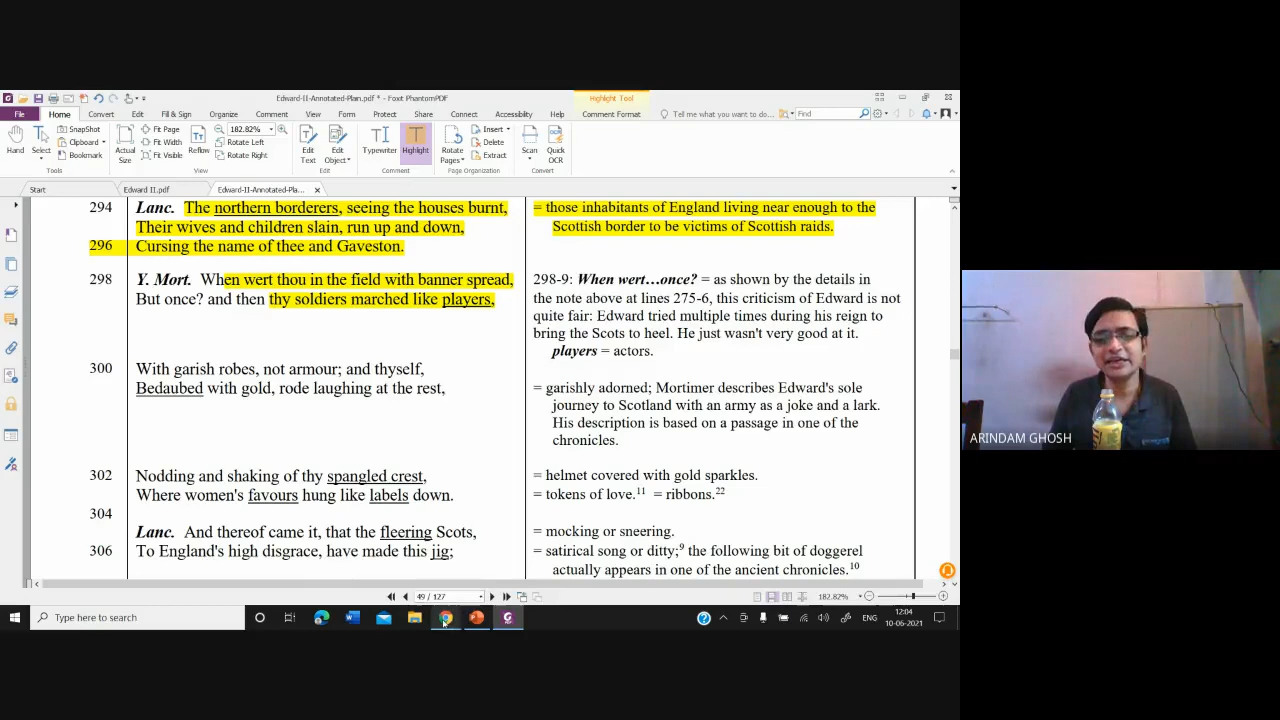 Edward-II-Annotated-Plain.pdf * - Foxit PhantomPDF
Highlight Tool
File Home Convert Edit Fill & Sign Organize Comment View Form Protect Share Connect Accessibility Help Comment Format Tell me what you want to do... Find
Hand Select SnapShot Clipboard Bookmark Actual Size Fit Page Fit Width Fit Visible Reflow 182.82% Rotate Left Rotate Right Edit Text Edit Object Typewriter Highlight Rotate Pages Insert Delete Extract Scan Quick OCR
Tools View Edit Comment Page Organization Convert
Start Edward II.pdf Edward-II-Annotated-Pla...
294 Lanc. The northern borderers, seeing the houses burnt, = those inhabitants of England living near enough to the
Their wives and children slain, run up and down, Scottish border to be victims of Scottish raids.
296 Cursing the name of thee and Gaveston.
298 Y. Mort. When wert thou in the field with banner spread, 298-9: When wert…once? = as shown by the details in
But once? and then thy soldiers marched like players, the note above at lines 275-6, this criticism of Edward is not
quite fair: Edward tried multiple times during his reign to
bring the Scots to heel. He just wasn't very good at it.
players = actors.
300 With garish robes, not armour; and thyself,
Bedaubed with gold, rode laughing at the rest, = garishly adorned; Mortimer describes Edward's sole
journey to Scotland with an army as a joke and a lark.
His description is based on a passage in one of the
chronicles.
302 Nodding and shaking of thy spangled crest, = helmet covered with gold sparkles.
Where women's favours hung like labels down. = tokens of love.11 = ribbons.22
304
Lanc. And thereof came it, that the fleering Scots, = mocking or sneering.
306 To England's high disgrace, have made this jig; = satirical song or ditty;9 the following bit of doggerel
actually appears in one of the ancient chronicles.10
49 / 127 182.82%
Type here to search ENG 12:04
10-06-2021
ARINDAM GHOSH